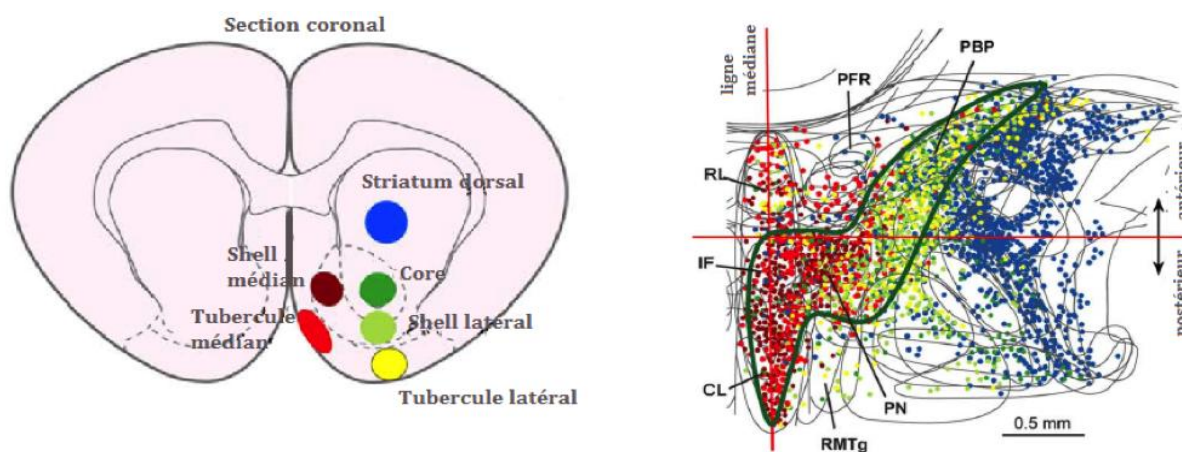 Section coronal
Striatum dorsal
Shell
médian
Core
Tubercule
médian
Shell latéral
Tubercule latéral
ligne
médiane
PFR
PBP
RL
IF
CL
PN
RMTg
0.5 mm
antérieur
postérieur